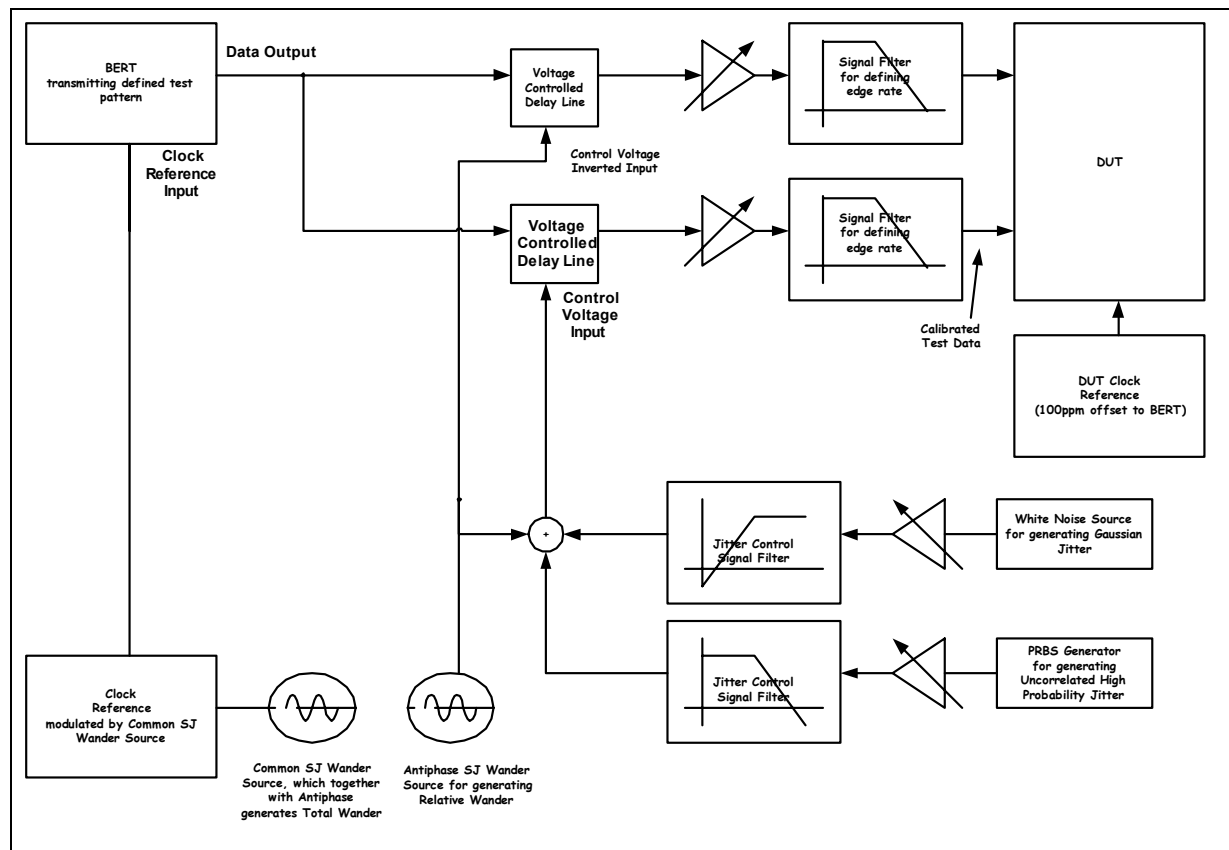 BERT
transmitting defined test
pattern
Data Output
Clock
Reference
Input
Voltage
Controlled
Delay Line
Control Voltage
Inverted Input
Signal Filter
for defining
edge rate
DUT
Voltage
Controlled
Delay Line
Control
Voltage
Input
Signal Filter
for defining
edge rate
Calibrated
Test Data
DUT Clock
Reference
(100ppm offset to BERT)
+
Jitter Control
Signal Filter
White Noise Source
for generating Gaussian
Jitter
Jitter Control
Signal Filter
PRBS Generator
for generating
Uncorrelated High
Probability Jitter
Clock
Reference
modulated by Common SJ
Wander Source
Common SJ Wander
Source, which together
with Antiphase
generates Total Wander
Antiphase SJ Wander
Source for generating
Relative Wander